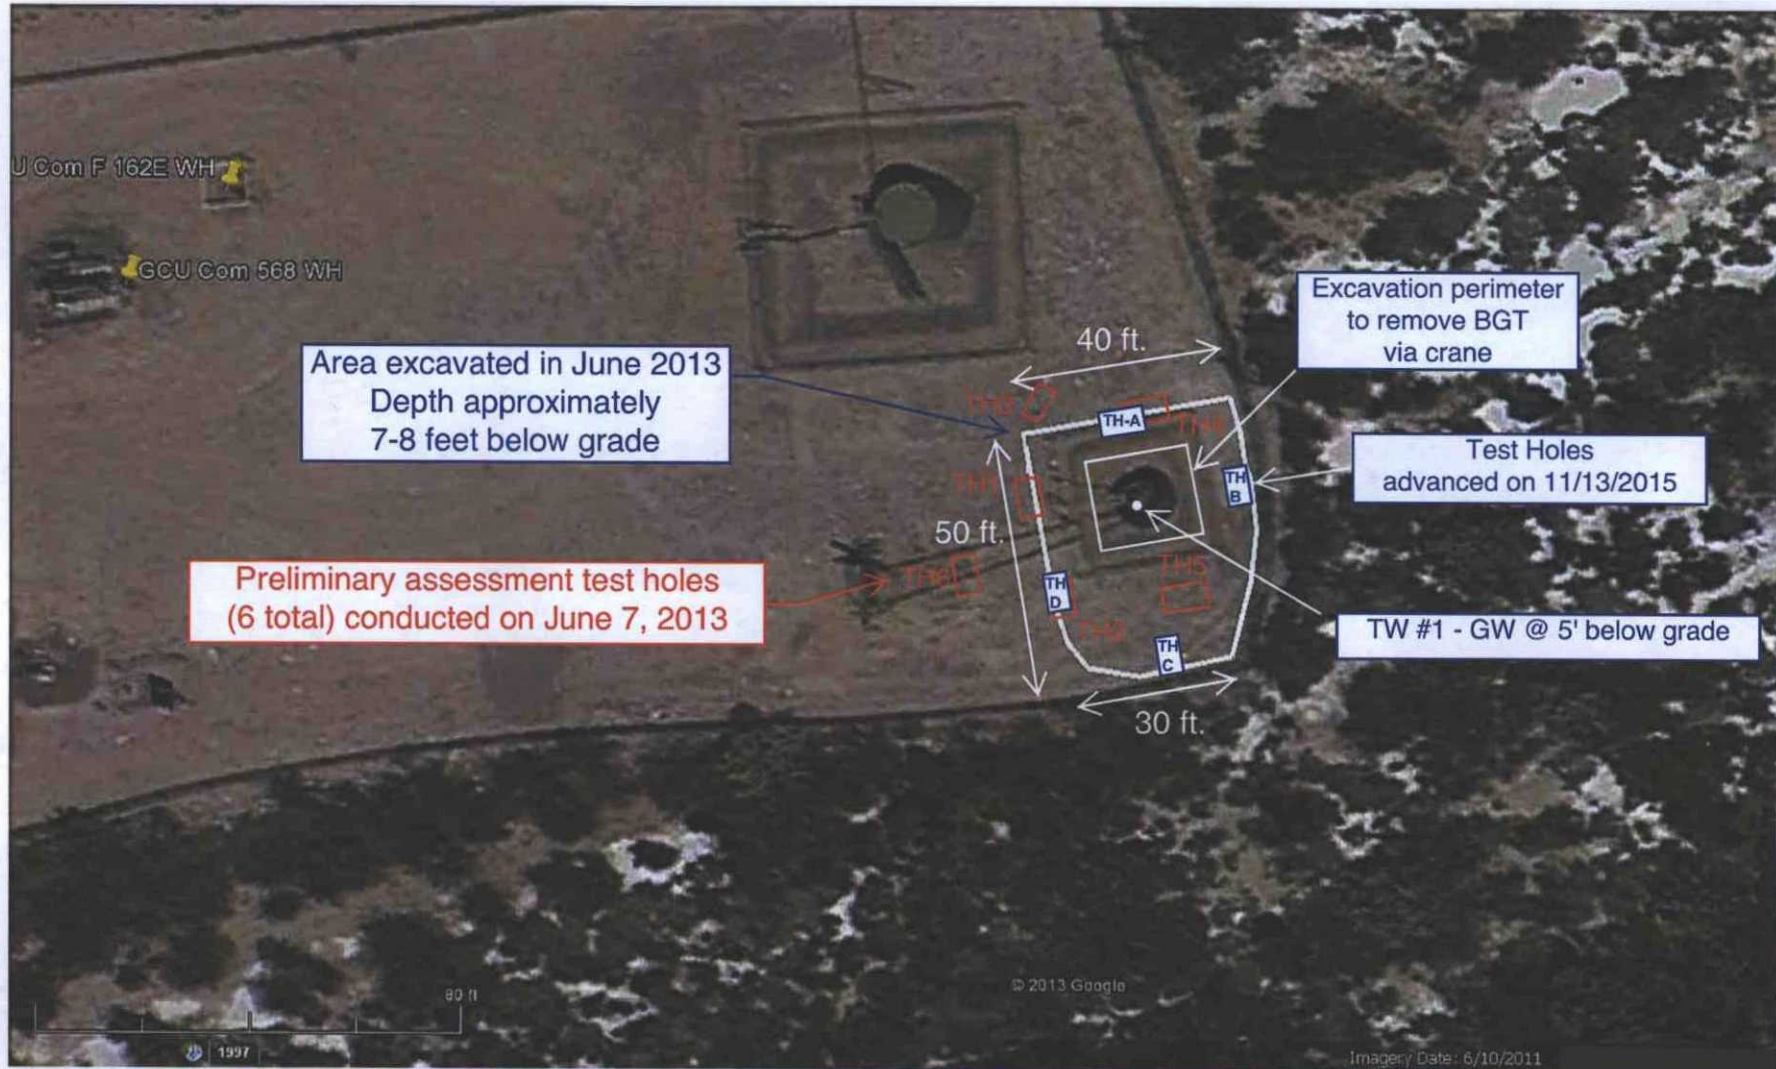 U Com F 162E WH
GCU Com 568 WH
Area excavated in June 2013
Depth approximately
7-8 feet below grade
40 ft.
Excavation perimeter
to remove BGT
via crane
TH-A
TH
B
Test Holes
advanced on 11/13/2015
TH1
50 ft.
Preliminary assessment test holes
(6 total) conducted on June 7, 2013
TH6
TH5
TH
D
TW #1 - GW @ 5' below grade
TH
C
30 ft.
© 2013 Google
80 ft
1997
Imagery Date: 6/10/2011